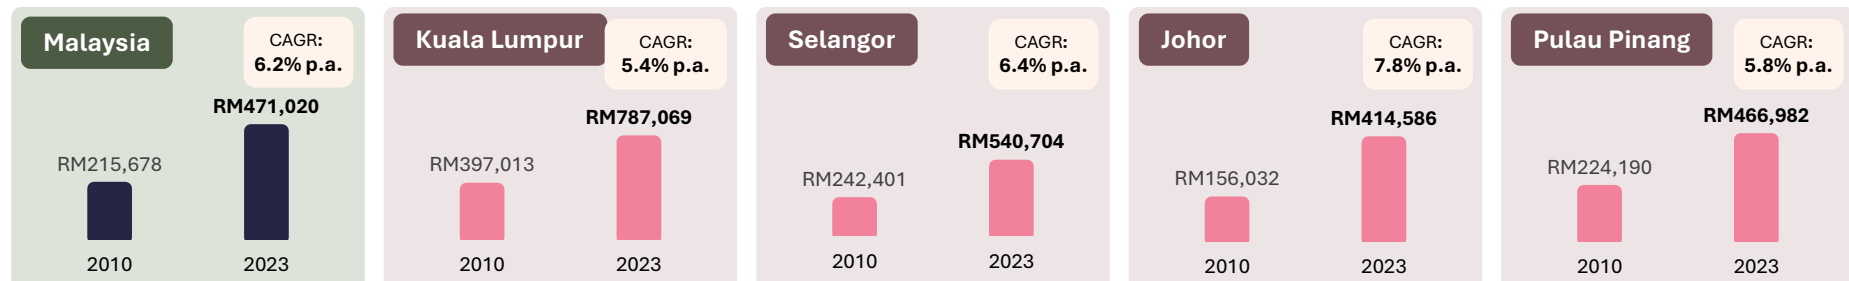 Malaysia
CAGR:
6.2% p.a.
RM471,020
RM215,678
2010
2023
Kuala Lumpur
CAGR:
5.4% p.a.
RM787,069
RM397,013
2010
2023
Selangor
CAGR:
6.4% p.a.
RM540,704
RM242,401
2010
2023
Johor
CAGR:
7.8% p.a.
RM414,586
RM156,032
2010
2023
Pulau Pinang
CAGR:
5.8% p.a.
RM466,982
RM224,190
2010
2023